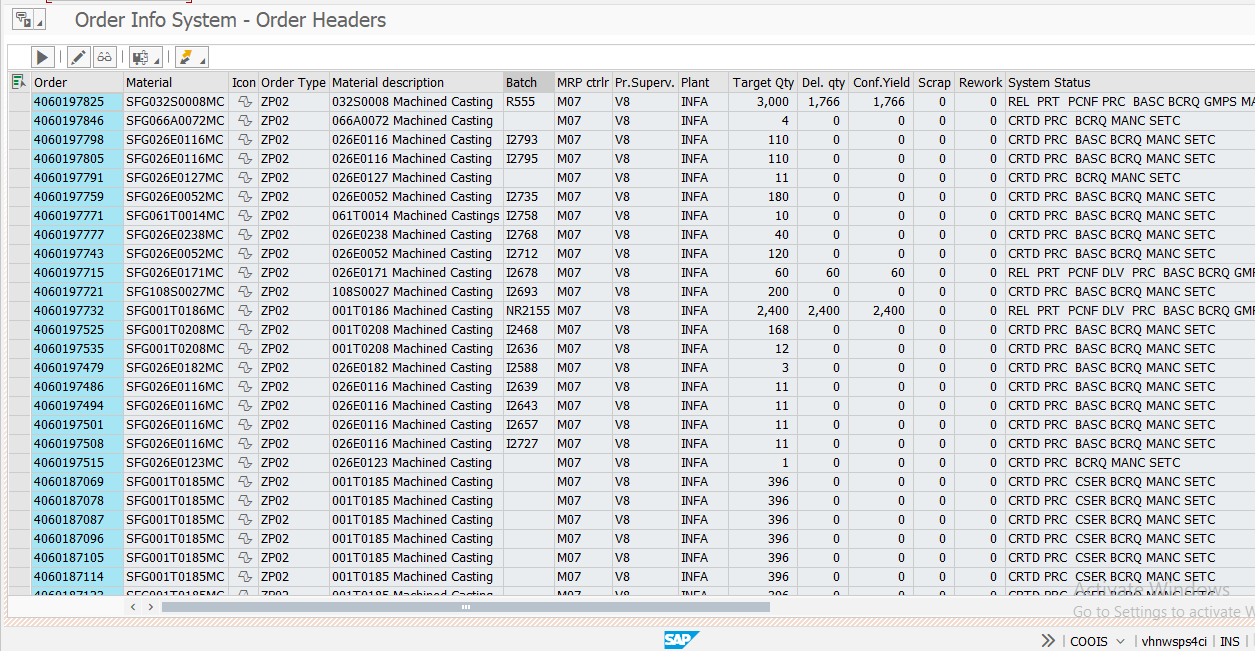 Order Info System - Order Headers
Order Material Icon Order Type Material description Batch MRP ctrlr Pr.Superv. Plant Target Qty Del. qty Conf.Yield Scrap Rework System Status
4060197825 SFG032S0008MC ZP02 032S0008 Machined Casting R555 M07 V8 INFA 3,000 1,766 1,766 0 0 REL PRT PCNF PRC BASC BCRQ GMPS MA
4060197846 SFG066A0072MC ZP02 066A0072 Machined Casting M07 V8 INFA 4 0 0 0 0 CRTD PRC BCRQ MANC SETC
4060197798 SFG026E0116MC ZP02 026E0116 Machined Casting I2793 M07 V8 INFA 110 0 0 0 0 CRTD PRC BASC BCRQ MANC SETC
4060197805 SFG026E0116MC ZP02 026E0116 Machined Casting I2795 M07 V8 INFA 110 0 0 0 0 CRTD PRC BASC BCRQ MANC SETC
4060197791 SFG026E0127MC ZP02 026E0127 Machined Casting M07 V8 INFA 11 0 0 0 0 CRTD PRC BCRQ MANC SETC
4060197759 SFG026E0052MC ZP02 026E0052 Machined Casting I2735 M07 V8 INFA 180 0 0 0 0 CRTD PRC BASC BCRQ MANC SETC
4060197771 SFG061T0014MC ZP02 061T0014 Machined Castings I2758 M07 V8 INFA 10 0 0 0 0 CRTD PRC BASC BCRQ MANC SETC
4060197777 SFG026E0238MC ZP02 026E0238 Machined Casting I2768 M07 V8 INFA 40 0 0 0 0 CRTD PRC BASC BCRQ MANC SETC
4060197743 SFG026E0052MC ZP02 026E0052 Machined Casting I2712 M07 V8 INFA 120 0 0 0 0 CRTD PRC BASC BCRQ MANC SETC
4060197715 SFG026E0171MC ZP02 026E0171 Machined Casting I2678 M07 V8 INFA 60 60 60 0 0 REL PRT PCNF DLV PRC BASC BCRQ GMF
4060197721 SFG108S0027MC ZP02 108S0027 Machined Casting I2693 M07 V8 INFA 200 0 0 0 0 CRTD PRC BASC BCRQ MANC SETC
4060197732 SFG001T0186MC ZP02 001T0186 Machined Casting NR2155 M07 V8 INFA 2,400 2,400 2,400 0 0 REL PRT PCNF DLV PRC BASC BCRQ GMF
4060197525 SFG001T0208MC ZP02 001T0208 Machined Casting I2468 M07 V8 INFA 168 0 0 0 0 CRTD PRC BASC BCRQ MANC SETC
4060197535 SFG001T0208MC ZP02 001T0208 Machined Casting I2636 M07 V8 INFA 12 0 0 0 0 CRTD PRC BASC BCRQ MANC SETC
4060197479 SFG026E0182MC ZP02 026E0182 Machined Casting I2588 M07 V8 INFA 3 0 0 0 0 CRTD PRC BASC BCRQ MANC SETC
4060197486 SFG026E0116MC ZP02 026E0116 Machined Casting I2639 M07 V8 INFA 11 0 0 0 0 CRTD PRC BASC BCRQ MANC SETC
4060197494 SFG026E0116MC ZP02 026E0116 Machined Casting I2643 M07 V8 INFA 11 0 0 0 0 CRTD PRC BASC BCRQ MANC SETC
4060197501 SFG026E0116MC ZP02 026E0116 Machined Casting I2657 M07 V8 INFA 11 0 0 0 0 CRTD PRC BASC BCRQ MANC SETC
4060197508 SFG026E0116MC ZP02 026E0116 Machined Casting I2727 M07 V8 INFA 11 0 0 0 0 CRTD PRC BASC BCRQ MANC SETC
4060197515 SFG026E0123MC ZP02 026E0123 Machined Casting M07 V8 INFA 1 0 0 0 0 CRTD PRC BCRQ MANC SETC
4060187069 SFG001T0185MC ZP02 001T0185 Machined Casting M07 V8 INFA 396 0 0 0 0 CRTD PRC CSER BCRQ MANC SETC
4060187078 SFG001T0185MC ZP02 001T0185 Machined Casting M07 V8 INFA 396 0 0 0 0 CRTD PRC CSER BCRQ MANC SETC
4060187087 SFG001T0185MC ZP02 001T0185 Machined Casting M07 V8 INFA 396 0 0 0 0 CRTD PRC CSER BCRQ MANC SETC
4060187096 SFG001T0185MC ZP02 001T0185 Machined Casting M07 V8 INFA 396 0 0 0 0 CRTD PRC CSER BCRQ MANC SETC
4060187105 SFG001T0185MC ZP02 001T0185 Machined Casting M07 V8 INFA 396 0 0 0 0 CRTD PRC CSER BCRQ MANC SETC
4060187114 SFG001T0185MC ZP02 001T0185 Machined Casting M07 V8 INFA 396 0 0 0 0 CRTD PRC CSER BCRQ MANC SETC
Activate Windows
Go to Settings to activate W
SAP COOIS vhnwsps4ci INS